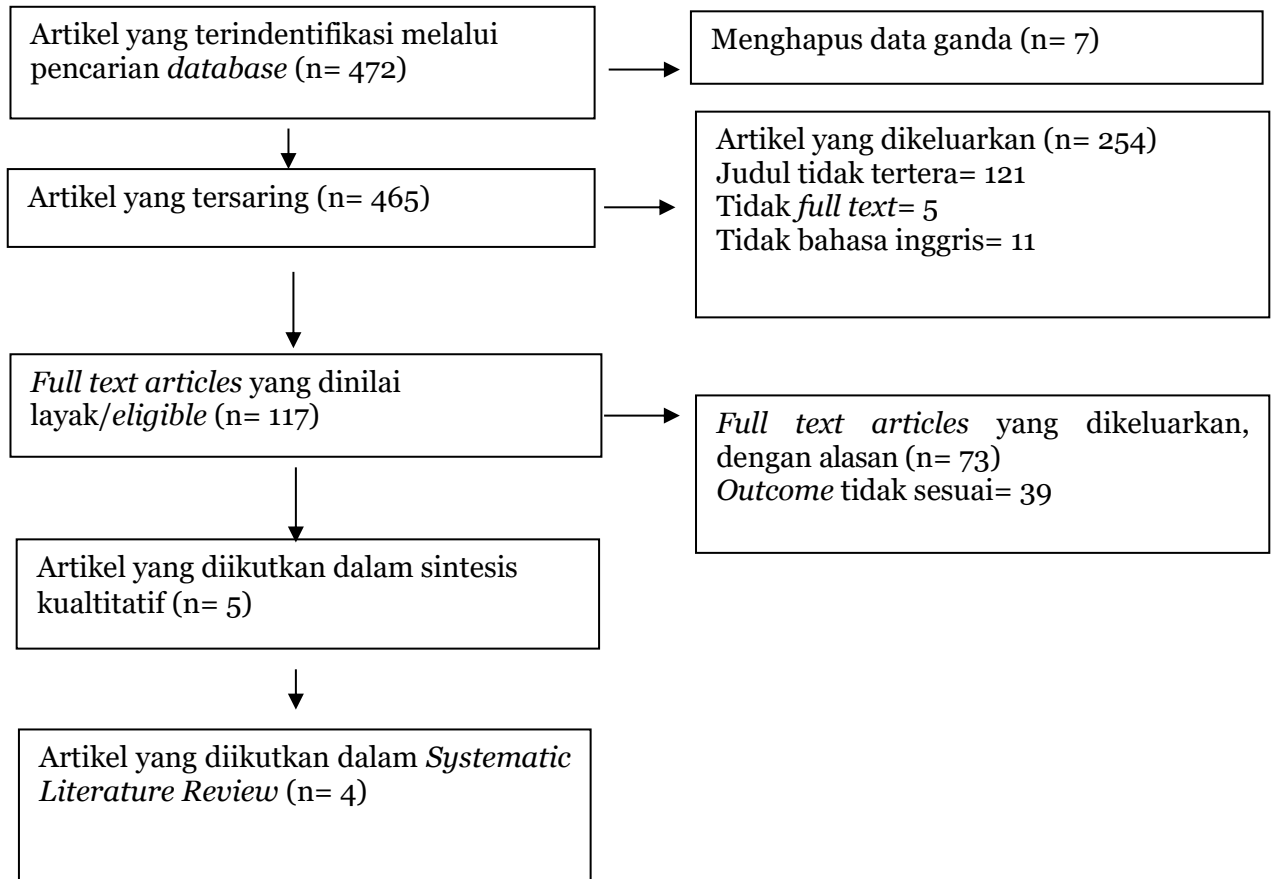 Artikel yang terindentifikasi melalui
pencarian database (n= 472)
Menghapus data ganda (n= 7)
Artikel yang tersaring (n= 465)
Artikel yang dikeluarkan (n= 254)
Judul tidak tertera= 121
Tidak full text= 5
Tidak bahasa inggris= 11
Full text articles yang dinilai
layak/eligible (n= 117)
Full text articles yang dikeluarkan,
dengan alasan (n= 73)
Outcome tidak sesuai= 39
Artikel yang diikutkan dalam sintesis
kualtitatif (n= 5)
Artikel yang diikutkan dalam Systematic
Literature Review (n= 4)